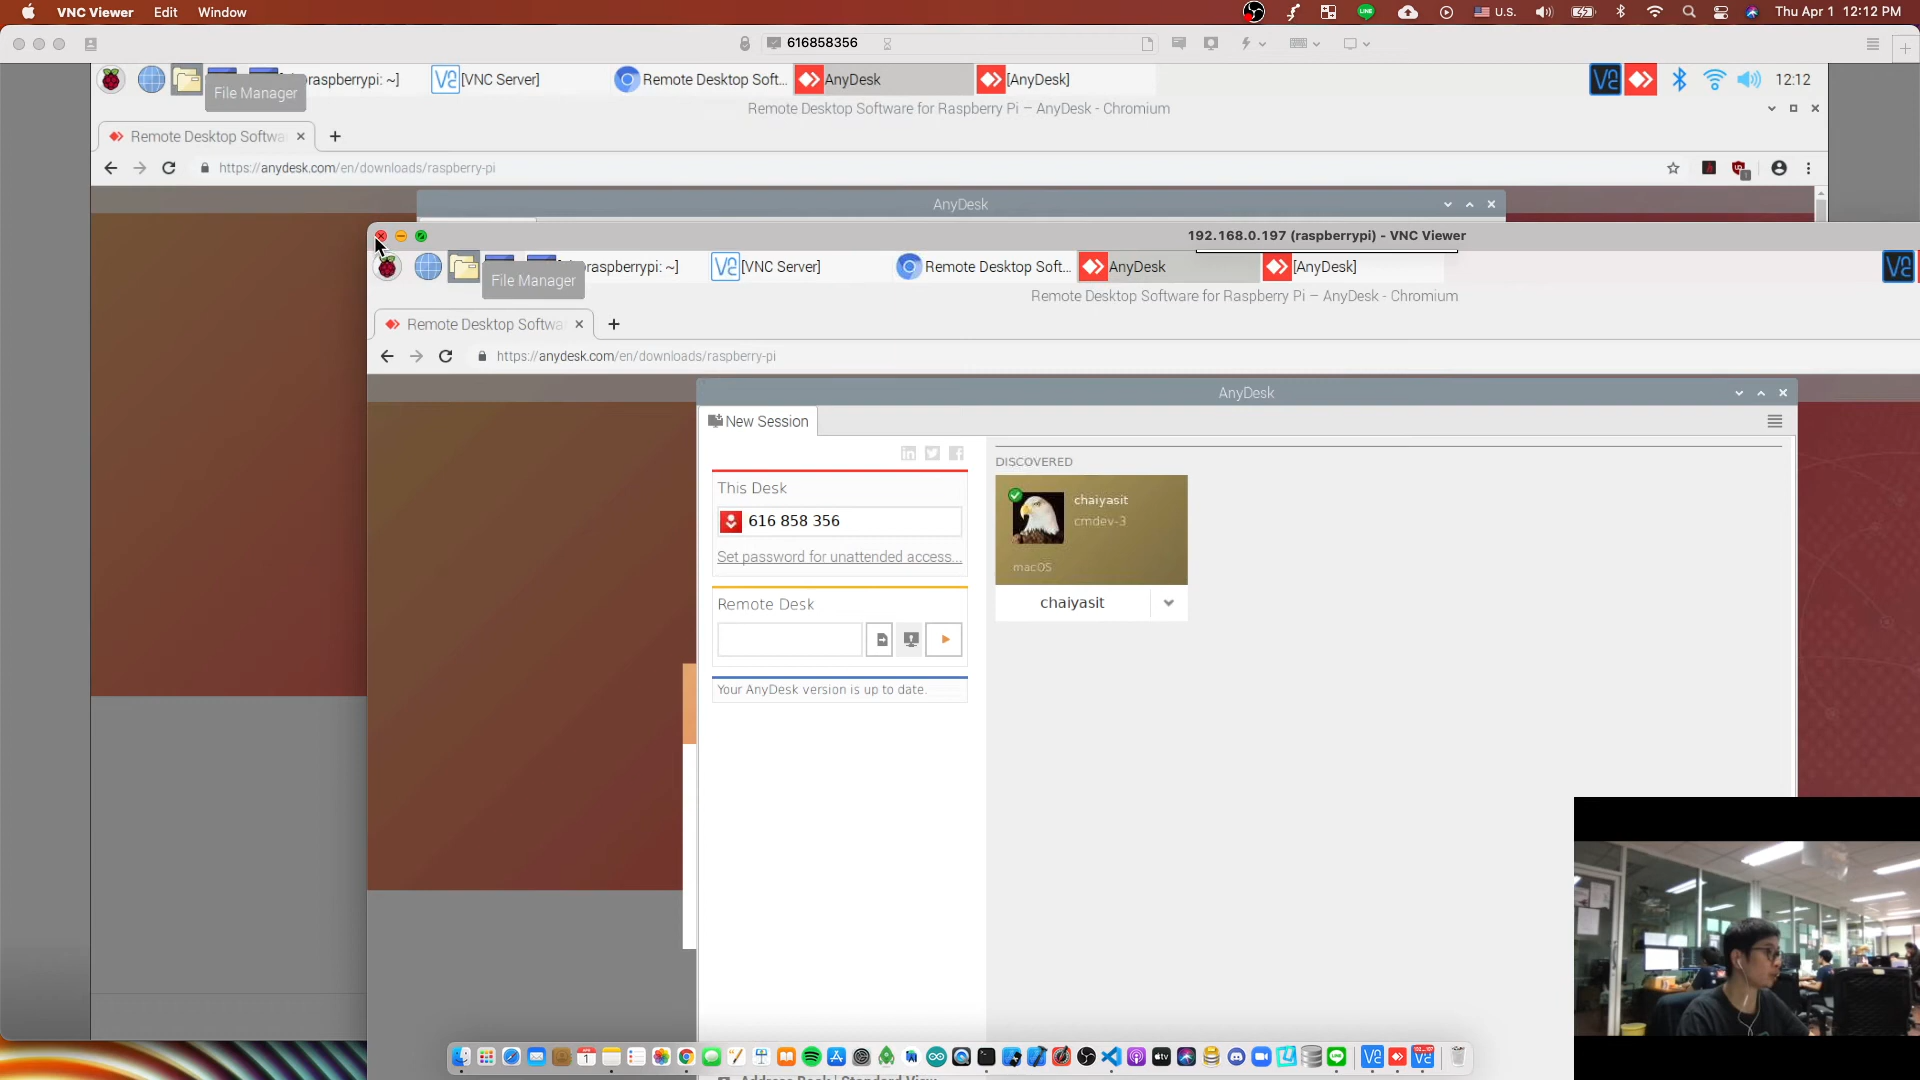 VNC Viewer Edit Window
U.S. Thu Apr 1 12:12 PM
616858356
raspberrypi: ~] [VNC Server] Remote Desktop Soft... AnyDesk [AnyDesk] 12:12
File Manager
Remote Desktop Software for Raspberry Pi – AnyDesk - Chromium
Remote Desktop Softwa
https://anydesk.com/en/downloads/raspberry-pi
AnyDesk
192.168.0.197 (raspberrypi) - VNC Viewer
raspberrypi: ~] [VNC Server] Remote Desktop Soft... AnyDesk [AnyDesk]
File Manager
Remote Desktop Software for Raspberry Pi – AnyDesk - Chromium
Remote Desktop Softwa
https://anydesk.com/en/downloads/raspberry-pi
AnyDesk
New Session
This Desk
616 858 356
Set password for unattended access...
Remote Desk
Your AnyDesk version is up to date.
DISCOVERED
chaiyasit
cmdev-3
macOS
chaiyasit